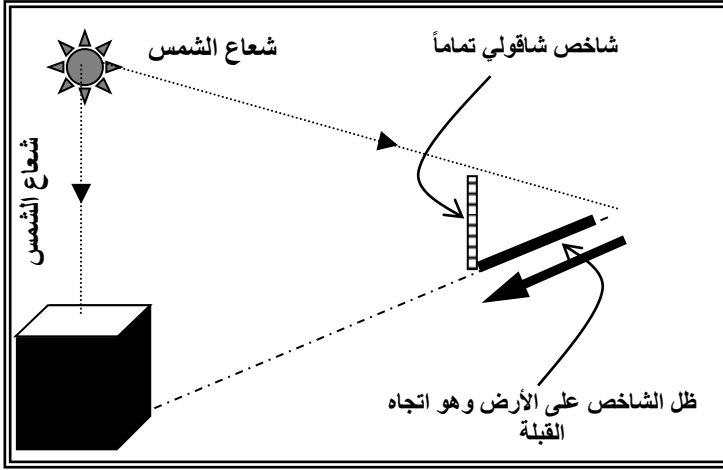 شعاع الشمس
شاخص شاقولي تماماً
شعاع الشمس
ظل الشاخص على الأرض وهو اتجاه
القبلة